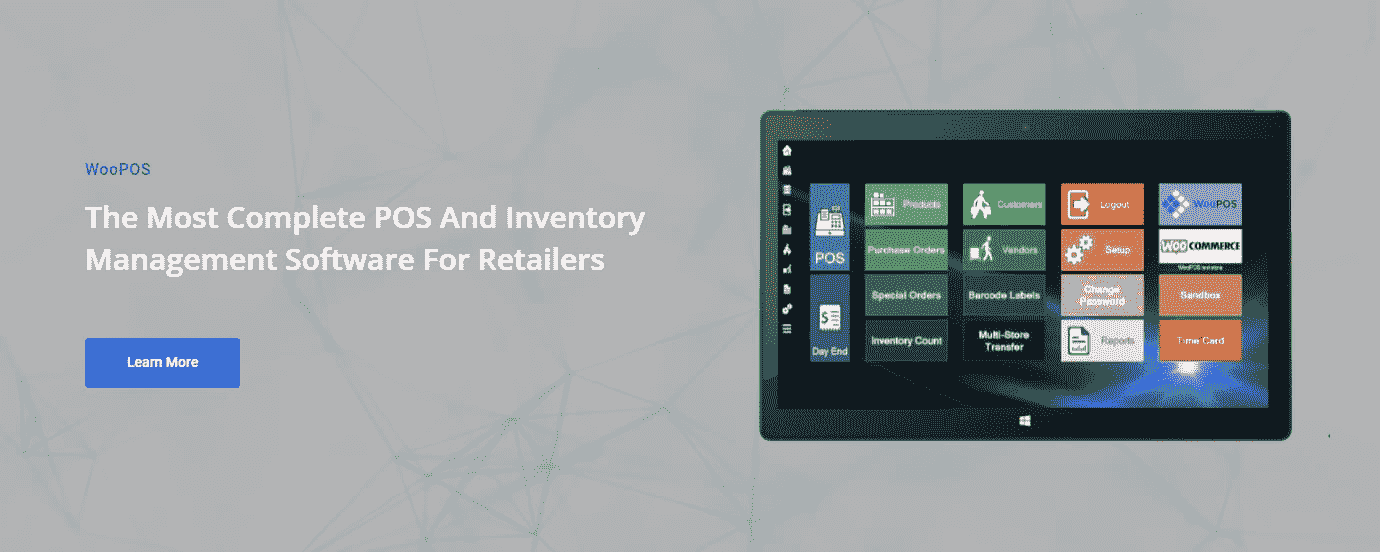 WooPOS
The Most Complete POS And Inventory
Management Software For Retailers
Learn More
POS
Day End
Products
Purchase Orders
Special Orders
Inventory Count
Customers
Vendors
Barcode Labels
Multi-Store
Transfer
Logout
Setup
Change
Password
Reports
WooPOS
WOO COMMERCE
Sandbox
Time Card